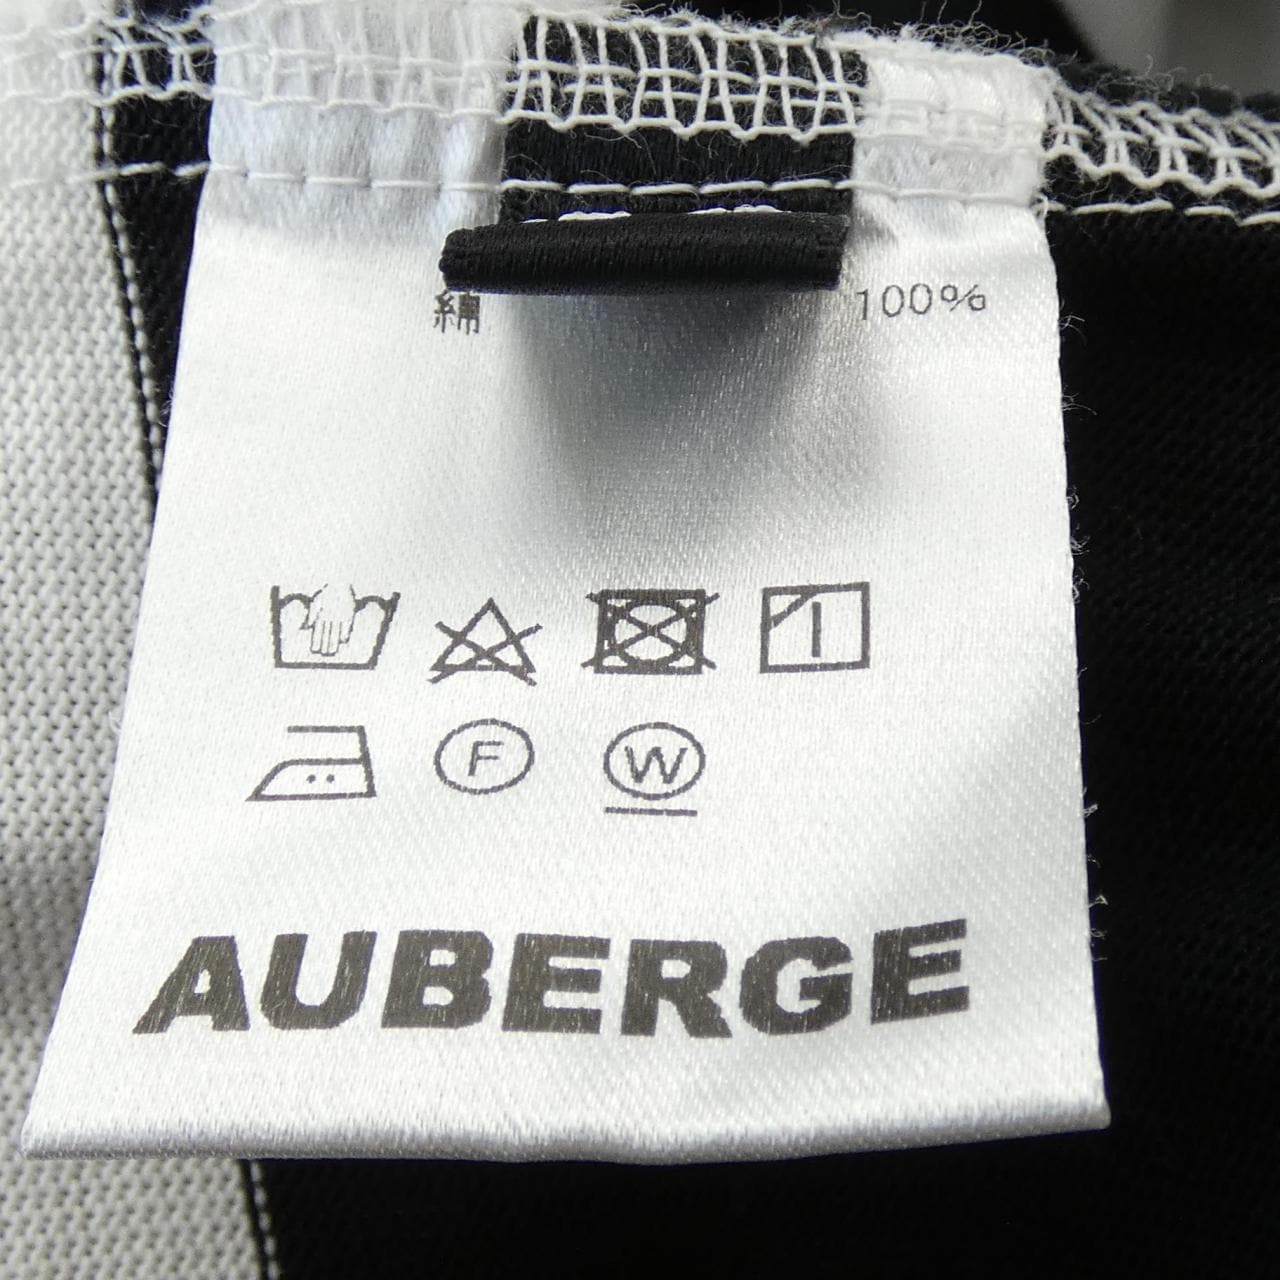 綿 100%
F W
AUBERGE